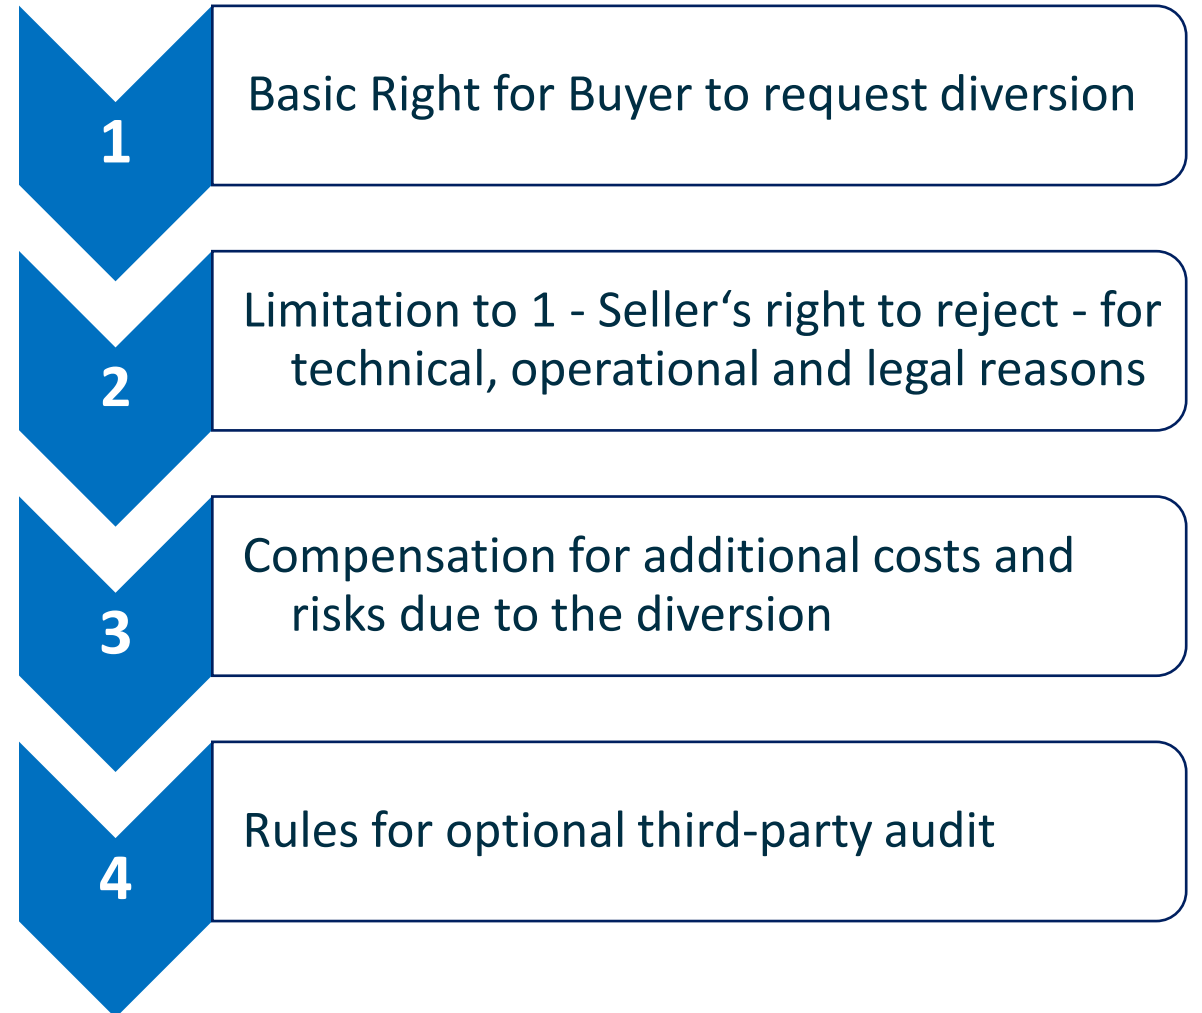 1
Basic Right for Buyer to request diversion
2
Limitation to 1 - Seller‘s right to reject - for
technical, operational and legal reasons
3
Compensation for additional costs and
risks due to the diversion
4
Rules for optional third-party audit